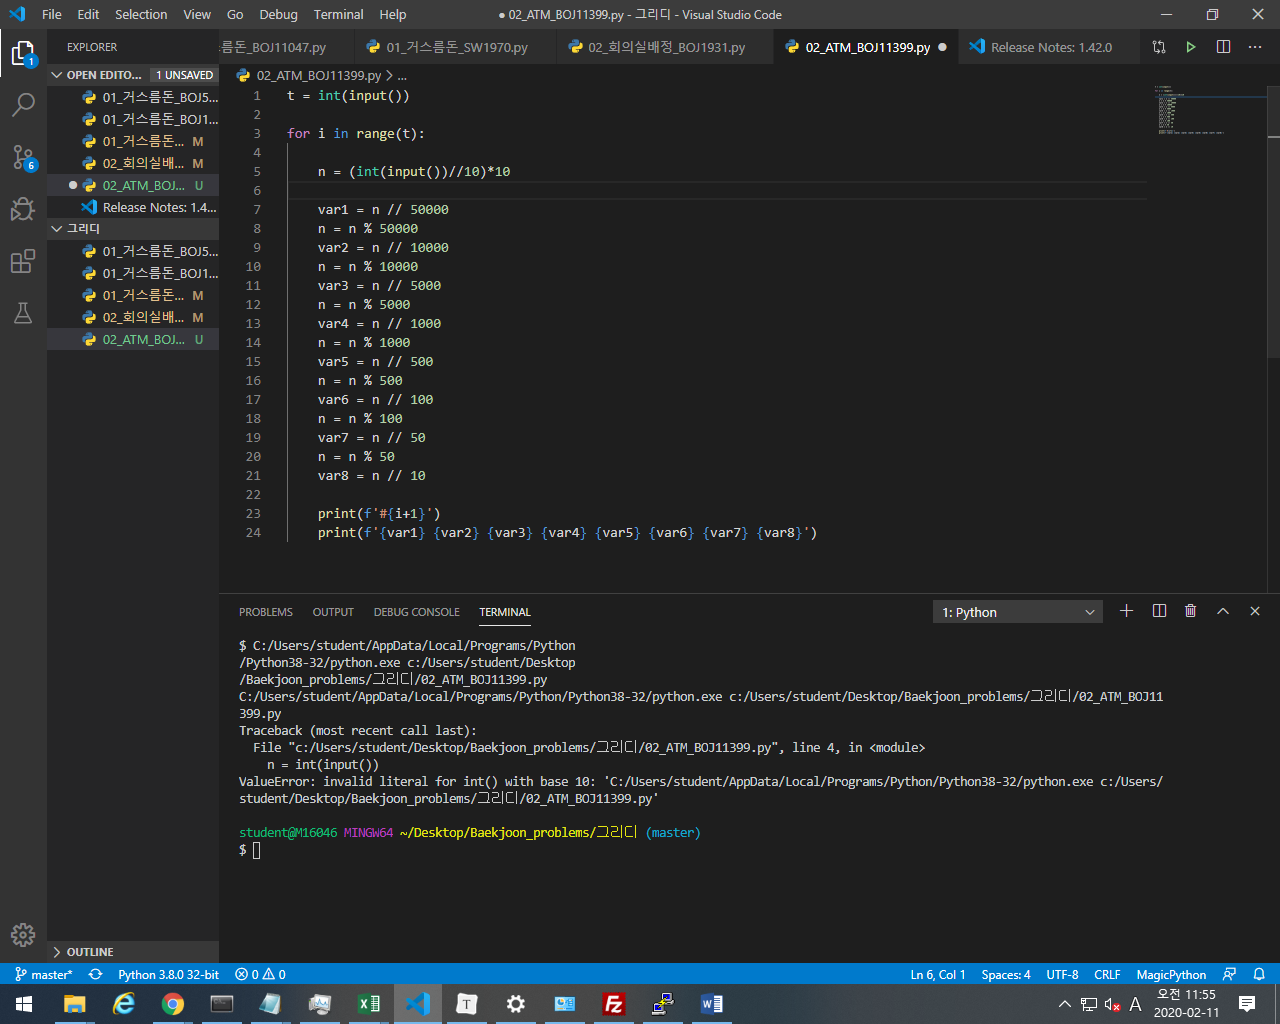 File Edit Selection View Go Debug Terminal Help
● 02_ATM_BOJ11399.py - 그리디 - Visual Studio Code
EXPLORER
름돈_BOJ11047.py
01_거스름돈_SW1970.py
02_회의실배정_BOJ1931.py
02_ATM_BOJ11399.py ●
Release Notes: 1.42.0
OPEN EDITO... 1 UNSAVED
01_거스름돈_BOJ5...
01_거스름돈_BOJ1...
01_거스름돈... M
02_회의실배... M
02_ATM_BOJ... U
Release Notes: 1.4...
그리디
01_거스름돈_BOJ5...
01_거스름돈_BOJ1...
01_거스름돈... M
02_회의실배... M
02_ATM_BOJ... U
OUTLINE
1
6
02_ATM_BOJ11399.py > ...
1 t = int(input())
2
3 for i in range(t):
4
5 n = (int(input())//10)*10
6
7 var1 = n // 50000
8 n = n % 50000
9 var2 = n // 10000
10 n = n % 10000
11 var3 = n // 5000
12 n = n % 5000
13 var4 = n // 1000
14 n = n % 1000
15 var5 = n // 500
16 n = n % 500
17 var6 = n // 100
18 n = n % 100
19 var7 = n // 50
20 n = n % 50
21 var8 = n // 10
22
23 print(f'#{i+1}')
24 print(f'{var1} {var2} {var3} {var4} {var5} {var6} {var7} {var8}')
PROBLEMS OUTPUT DEBUG CONSOLE TERMINAL
1: Python
$ C:/Users/student/AppData/Local/Programs/Python
/Python38-32/python.exe c:/Users/student/Desktop
/Baekjoon_problems/그리디/02_ATM_BOJ11399.py
C:/Users/student/AppData/Local/Programs/Python/Python38-32/python.exe c:/Users/student/Desktop/Baekjoon_problems/그리디/02_ATM_BOJ11
399.py
Traceback (most recent call last):
File "c:/Users/student/Desktop/Baekjoon_problems/그리디/02_ATM_BOJ11399.py", line 4, in <module>
n = int(input())
ValueError: invalid literal for int() with base 10: 'C:/Users/student/AppData/Local/Programs/Python/Python38-32/python.exe c:/Users/
student/Desktop/Baekjoon_problems/그리디/02_ATM_BOJ11399.py'
student@M16046 MINGW64 ~/Desktop/Baekjoon_problems/그리디 (master)
$
master* Python 3.8.0 32-bit 0 0
Ln 6, Col 1 Spaces: 4 UTF-8 CRLF MagicPython
A
오전 11:55
2020-02-11